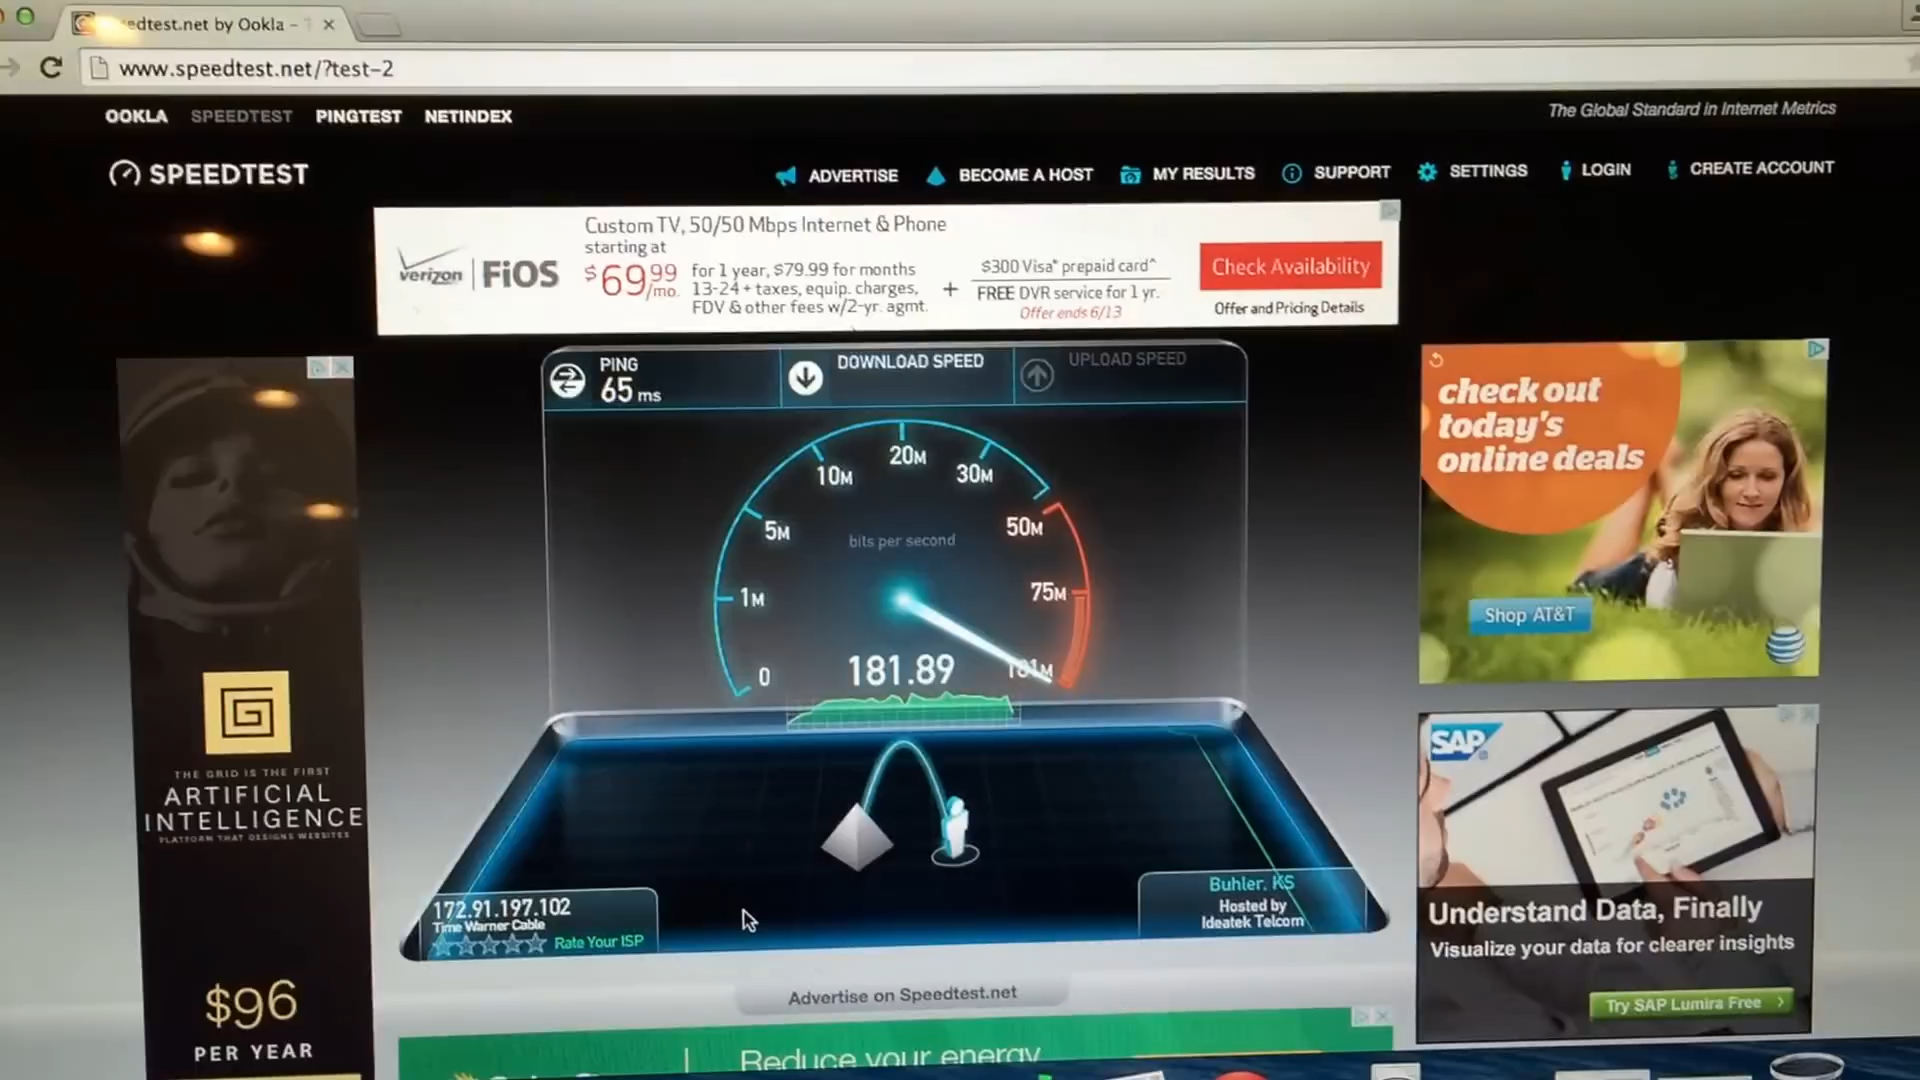 edtest.net by Ookla –
www.speedtest.net/?test-2
OOKLA SPEEDTEST PINGTEST NETINDEX
The Global Standard in Internet Metrics
SPEEDTEST
ADVERTISE BECOME A HOST MY RESULTS SUPPORT SETTINGS LOGIN CREATE ACCOUNT
verizon FiOS
Custom TV, 50/50 Mbps Internet & Phone
starting at
$69.99/mo.
for 1 year, $79.99 for months
13-24 + taxes, equip. charges,
FDV & other fees w/2-yr. agmt.
+
$300 Visa® prepaid card^
FREE DVR service for 1 yr.
Offer ends 6/13
Check Availability
Offer and Pricing Details
PING
65 ms
DOWNLOAD SPEED
UPLOAD SPEED
0
1M
5M
10M
20M
30M
50M
75M
bits per second
181.89
172.91.197.102
Time Warner Cable
Rate Your ISP
Buhler, KS
Hosted by
Ideatek Telcom
Advertise on Speedtest.net
Reduce your energy
THE GRID IS THE FIRST
ARTIFICIAL
INTELLIGENCE
PLATFORM THAT DESIGNS WEBSITES
$96
PER YEAR
check out
today's
online deals
Shop AT&T
SAP
Understand Data, Finally
Visualize your data for clearer insights
Try SAP Lumira Free >